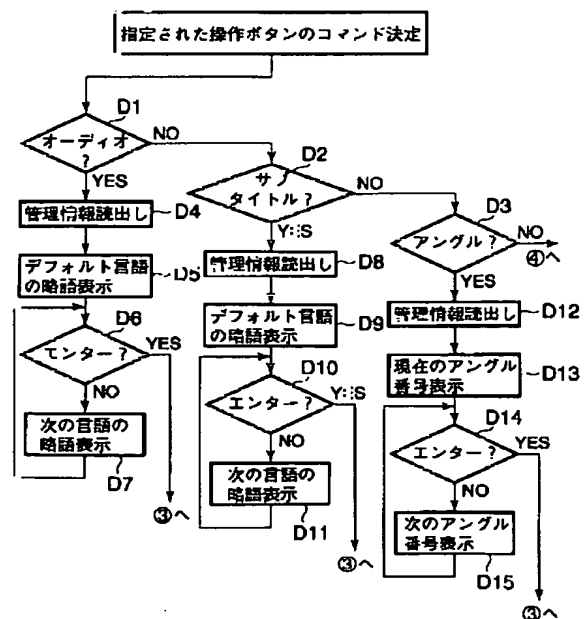 指定された操作ボタンのコマンド決定
D1
オーディオ
?
NO
YES
管理情報読出し
D4
デフォルト言語
の略語表示
D5
D6
エンター?
YES
NO
次の言語の
略語表示
D7
③へ
D2
タイトル?
NO
管理情報読出し
D8
デフォルト言語
の略語表示
D9
D10
エンター?
NO
次の言語の
略語表示
D11
③へ
D3
アングル?
NO
④へ
YES
管理情報読出し
D12
現在のアングル
番号表示
D13
D14
エンター?
YES
NO
次のアングル
番号表示
D15
③へ